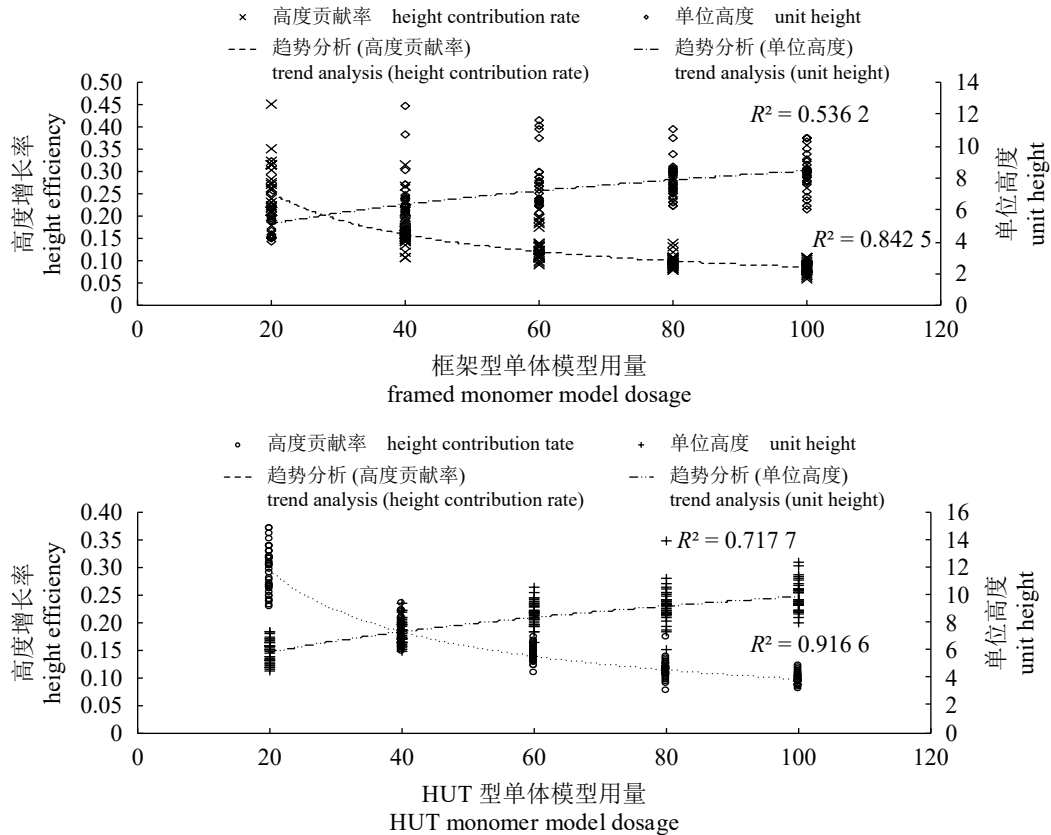 高度贡献率 height contribution rate
单位高度 unit height
趋势分析 (高度贡献率)
trend analysis (height contribution rate)
趋势分析 (单位高度)
trend analysis (unit height)
高度增长率
height efficiency
0.50
0.45
0.40
0.35
0.30
0.25
0.20
0.15
0.10
0.05
0
14
12
10
8
6
4
2
0
单位高度
unit height
R² = 0.536 2
R² = 0.842 5
0 20 40 60 80 100 120
框架型单体模型用量
framed monomer model dosage
高度贡献率 height contribution tate
单位高度 unit height
趋势分析 (高度贡献率)
trend analysis (height contribution rate)
趋势分析 (单位高度)
trend analysis (unit height)
高度增长率
height efficiency
0.40
0.35
0.30
0.25
0.20
0.15
0.10
0.05
0
16
14
12
10
8
6
4
2
0
单位高度
unit height
R² = 0.717 7
R² = 0.916 6
0 20 40 60 80 100 120
HUT 型单体模型用量
HUT monomer model dosage